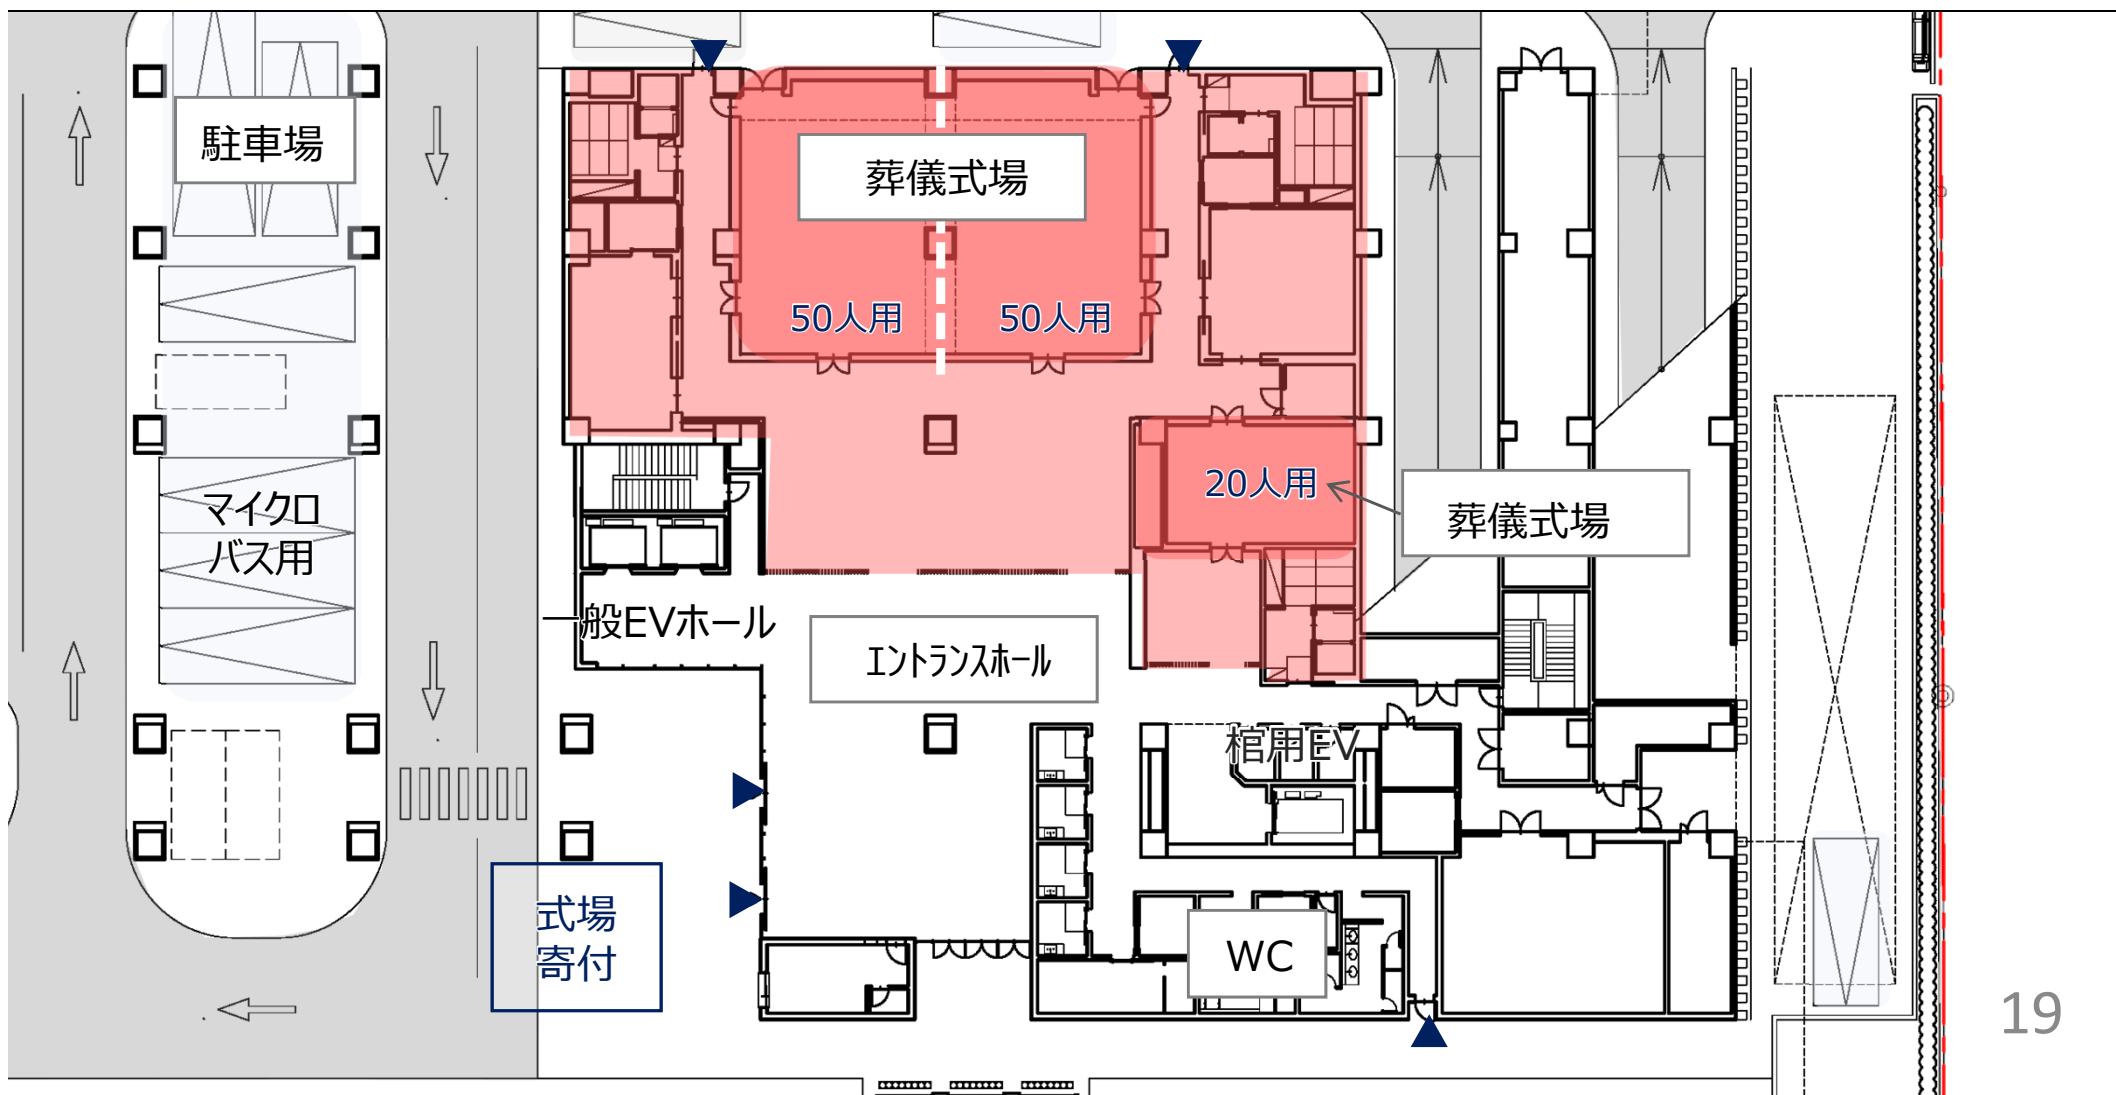 駐車場
葬儀式場
50人用
50人用
20人用
葬儀式場
マイクロ
バス用
一般EVホール
エントランスホール
棺用EV
式場
寄付
WC
19